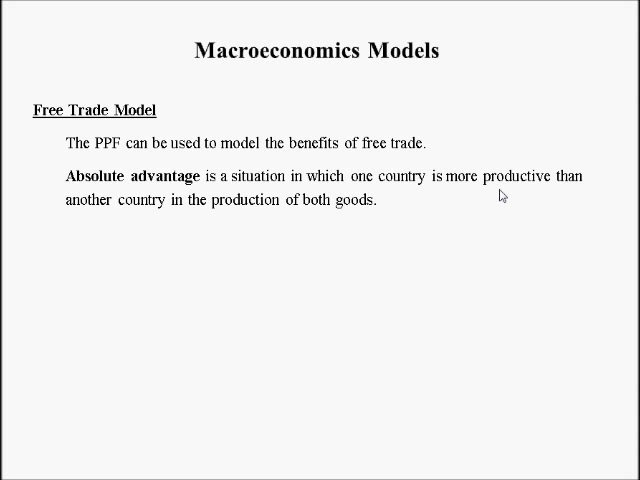 Macroeconomics Models
Free Trade Model
The PPF can be used to model the benefits of free trade.
Absolute advantage is a situation in which one country is more productive than
another country in the production of both goods.